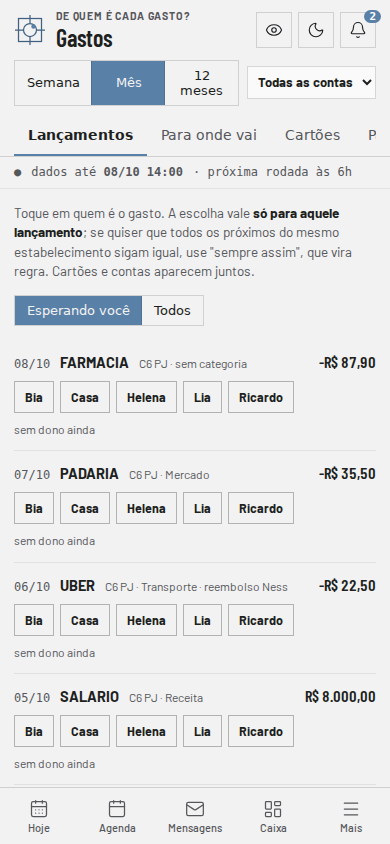 DE QUEM É CADA GASTO?
Gastos
2
Semana
Mês
12
meses
Todas as contas
Lançamentos
Para onde vai
Cartões
P
● dados até 08/10 14:00 · próxima rodada às 6h
Toque em quem é o gasto. A escolha vale só para aquele
lançamento; se quiser que todos os próximos do mesmo
estabelecimento sigam igual, use "sempre assim", que vira
regra. Cartões e contas aparecem juntos.
Esperando você
Todos
08/10 FARMACIA C6 PJ · sem categoria -R$ 87,90
Bia Casa Helena Lia Ricardo
sem dono ainda
07/10 PADARIA C6 PJ · Mercado -R$ 35,50
Bia Casa Helena Lia Ricardo
sem dono ainda
06/10 UBER C6 PJ · Transporte · reembolso Ness -R$ 22,50
Bia Casa Helena Lia Ricardo
sem dono ainda
05/10 SALARIO C6 PJ · Receita R$ 8.000,00
Bia Casa Helena Lia Ricardo
sem dono ainda
Hoje Agenda Mensagens Caixa Mais